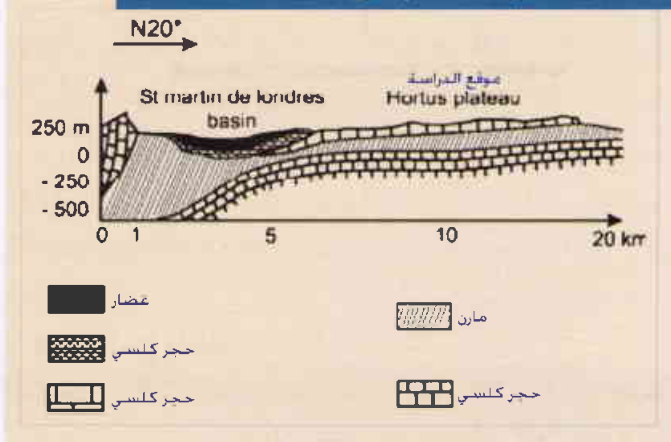 N20°
موقع الدراسة
St martin de londres
basin
Hortus plateau
250 m
0
- 250
- 500
0 1 5 10 20 km
غضار
مارن
حجر كلسي
حجر كلسي
حجر كلسي